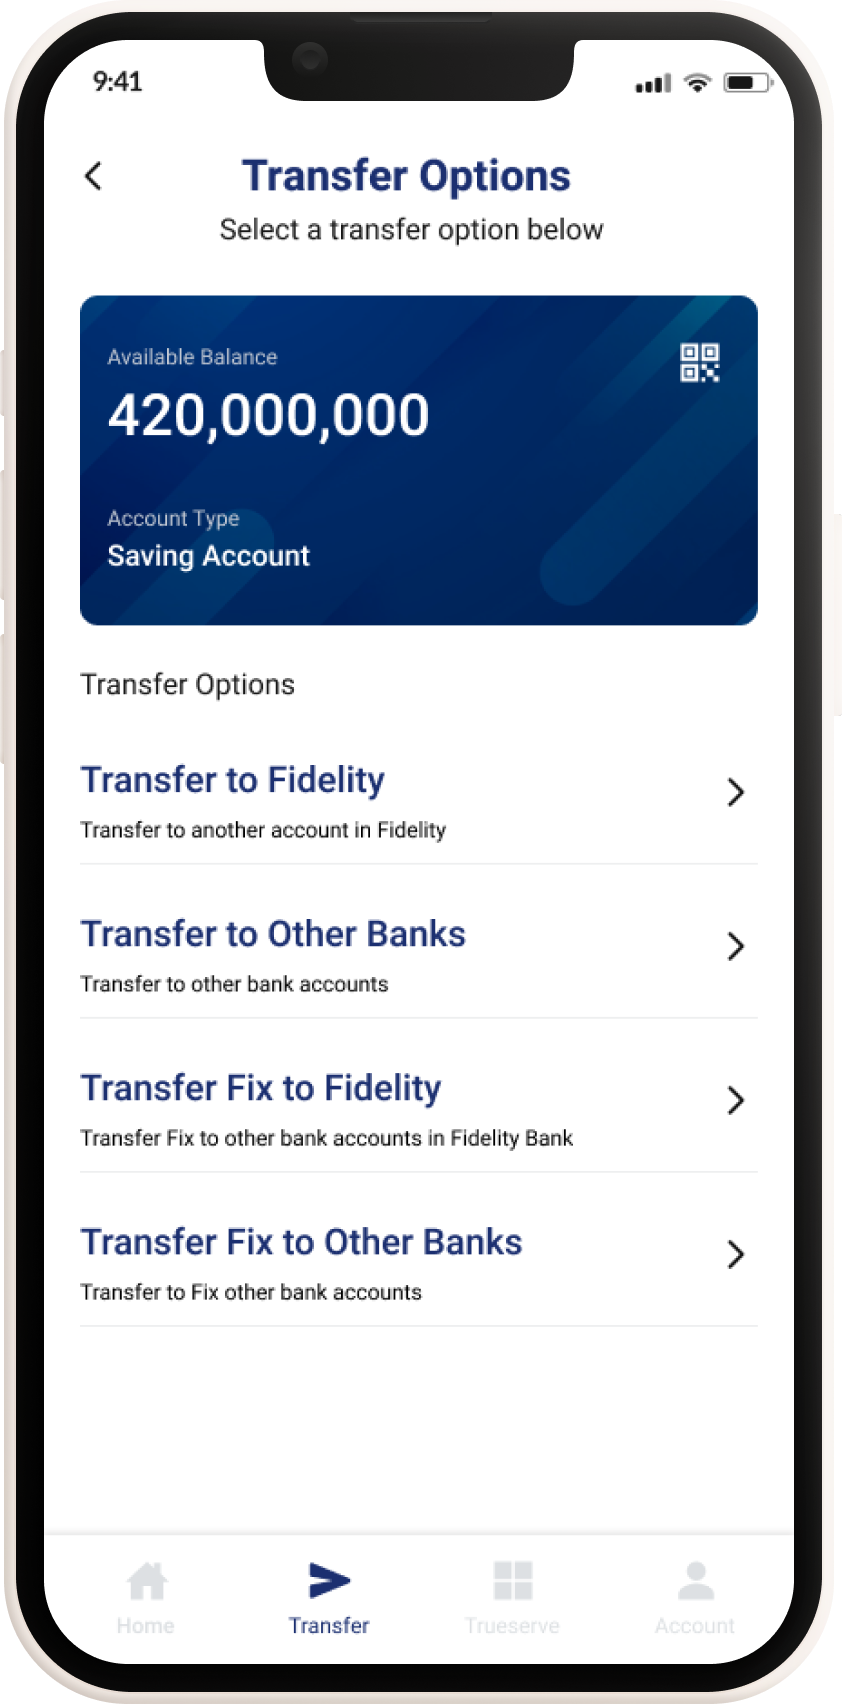 9:41
Transfer Options
Select a transfer option below
Available Balance
420,000,000
Account Type
Saving Account
Transfer Options
Transfer to Fidelity
Transfer to another account in Fidelity
Transfer to Other Banks
Transfer to other bank accounts
Transfer Fix to Fidelity
Transfer Fix to other bank accounts in Fidelity Bank
Transfer Fix to Other Banks
Transfer to Fix other bank accounts
Home Transfer Trueserve Account